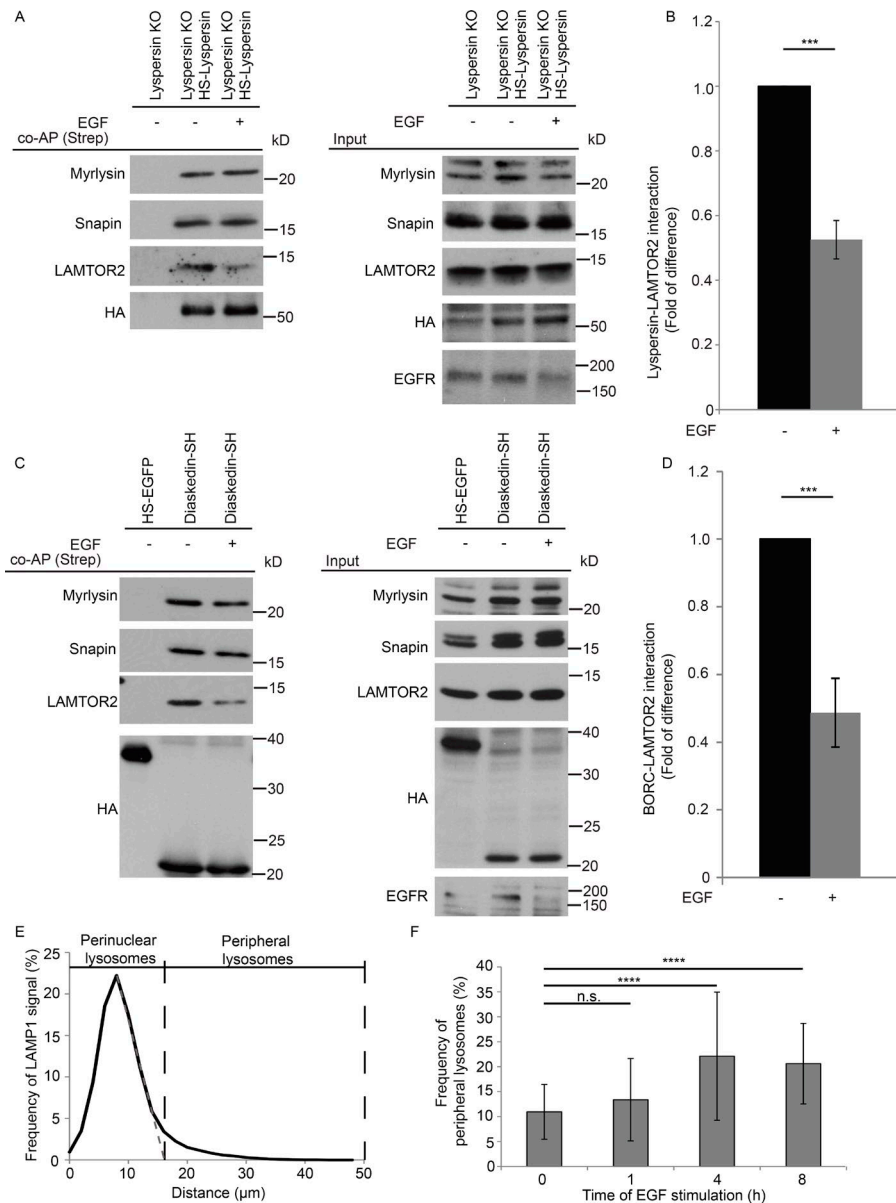 A
Lyspersin KO
Lyspersin KO
HS-Lyspersin
Lyspersin KO
HS-Lyspersin
EGF - - +
co-AP (Strep) kD
Myrlysin
20
Snapin
15
LAMTOR2
15
HA
50
Lyspersin KO
Lyspersin KO
HS-Lyspersin
Lyspersin KO
HS-Lyspersin
EGF - - +
Input kD
Myrlysin
20
Snapin
15
LAMTOR2
15
HA
50
EGFR
200
150
B
Lyspersin-LAMTOR2 interaction
(Fold of difference)
1.2
1.0
0.8
0.6
0.4
0.2
0
***
EGF - +
C
HS-EGFP
Diaskedin-SH
Diaskedin-SH
EGF - - +
co-AP (Strep) kD
Myrlysin
20
Snapin
15
LAMTOR2
15
HA
40
30
25
20
HS-EGFP
Diaskedin-SH
Diaskedin-SH
EGF - - +
Input kD
Myrlysin
20
Snapin
15
LAMTOR2
15
HA
40
30
25
20
EGFR
200
150
D
BORC-LAMTOR2 interaction
(Fold of difference)
1.2
1.0
0.8
0.6
0.4
0.2
0
***
EGF - +
E
Perinuclear
lysosomes
Peripheral
lysosomes
Frequency of LAMP1 signal (%)
25
20
15
10
5
0
0 10 20 30 40 50
Distance (µm)
F
Frequency of
peripheral lysosomes (%)
40
35
30
25
20
15
10
5
0
****
****
n.s.
0 1 4 8
Time of EGF stimulation (h)